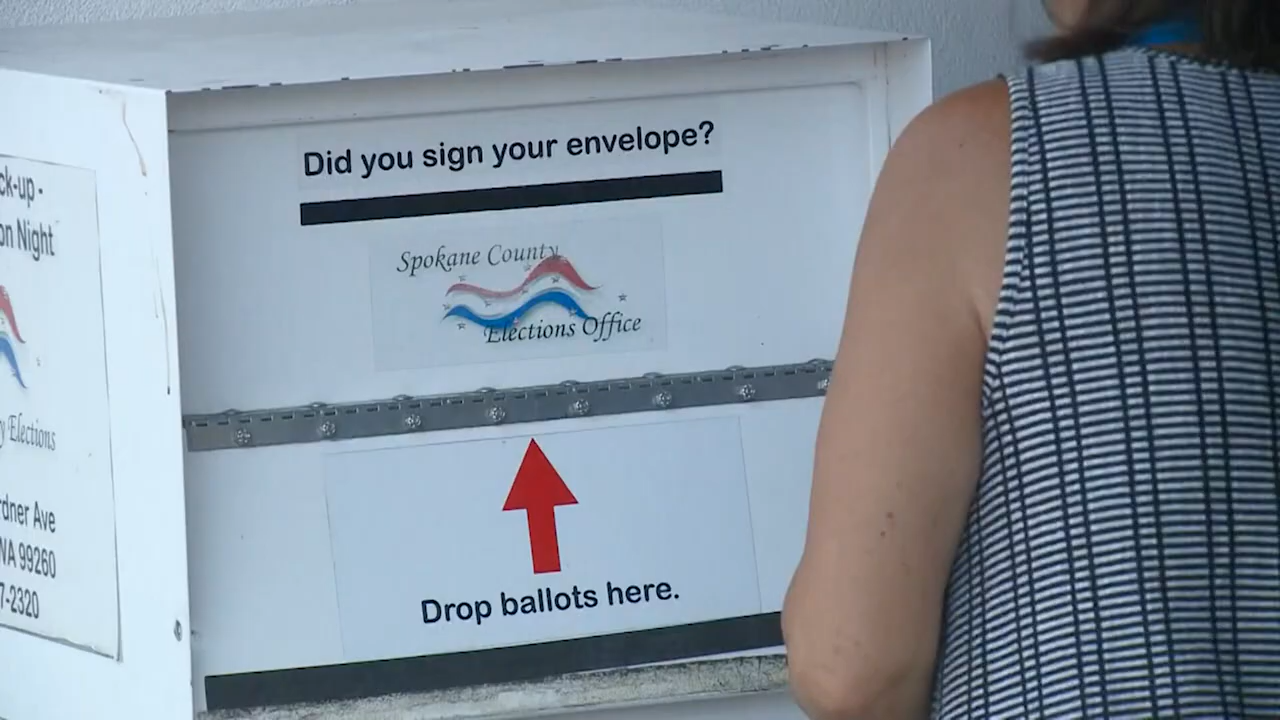 Did you sign your envelope?
Spokane County
Elections Office
Drop ballots here.
ck-up -
on Night
y Elections
rdner Ave
WA 99260
7-2320